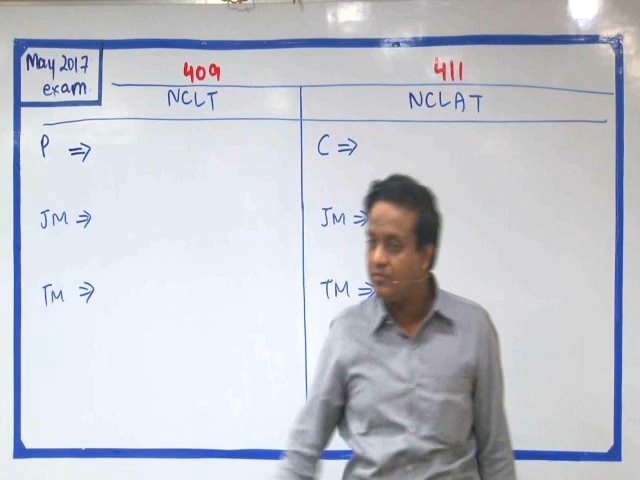 May 2017
exam.
409 411
NCLT NCLAT
P ⇒ C ⇒
JM ⇒ JM ⇒
TM ⇒ TM ⇒